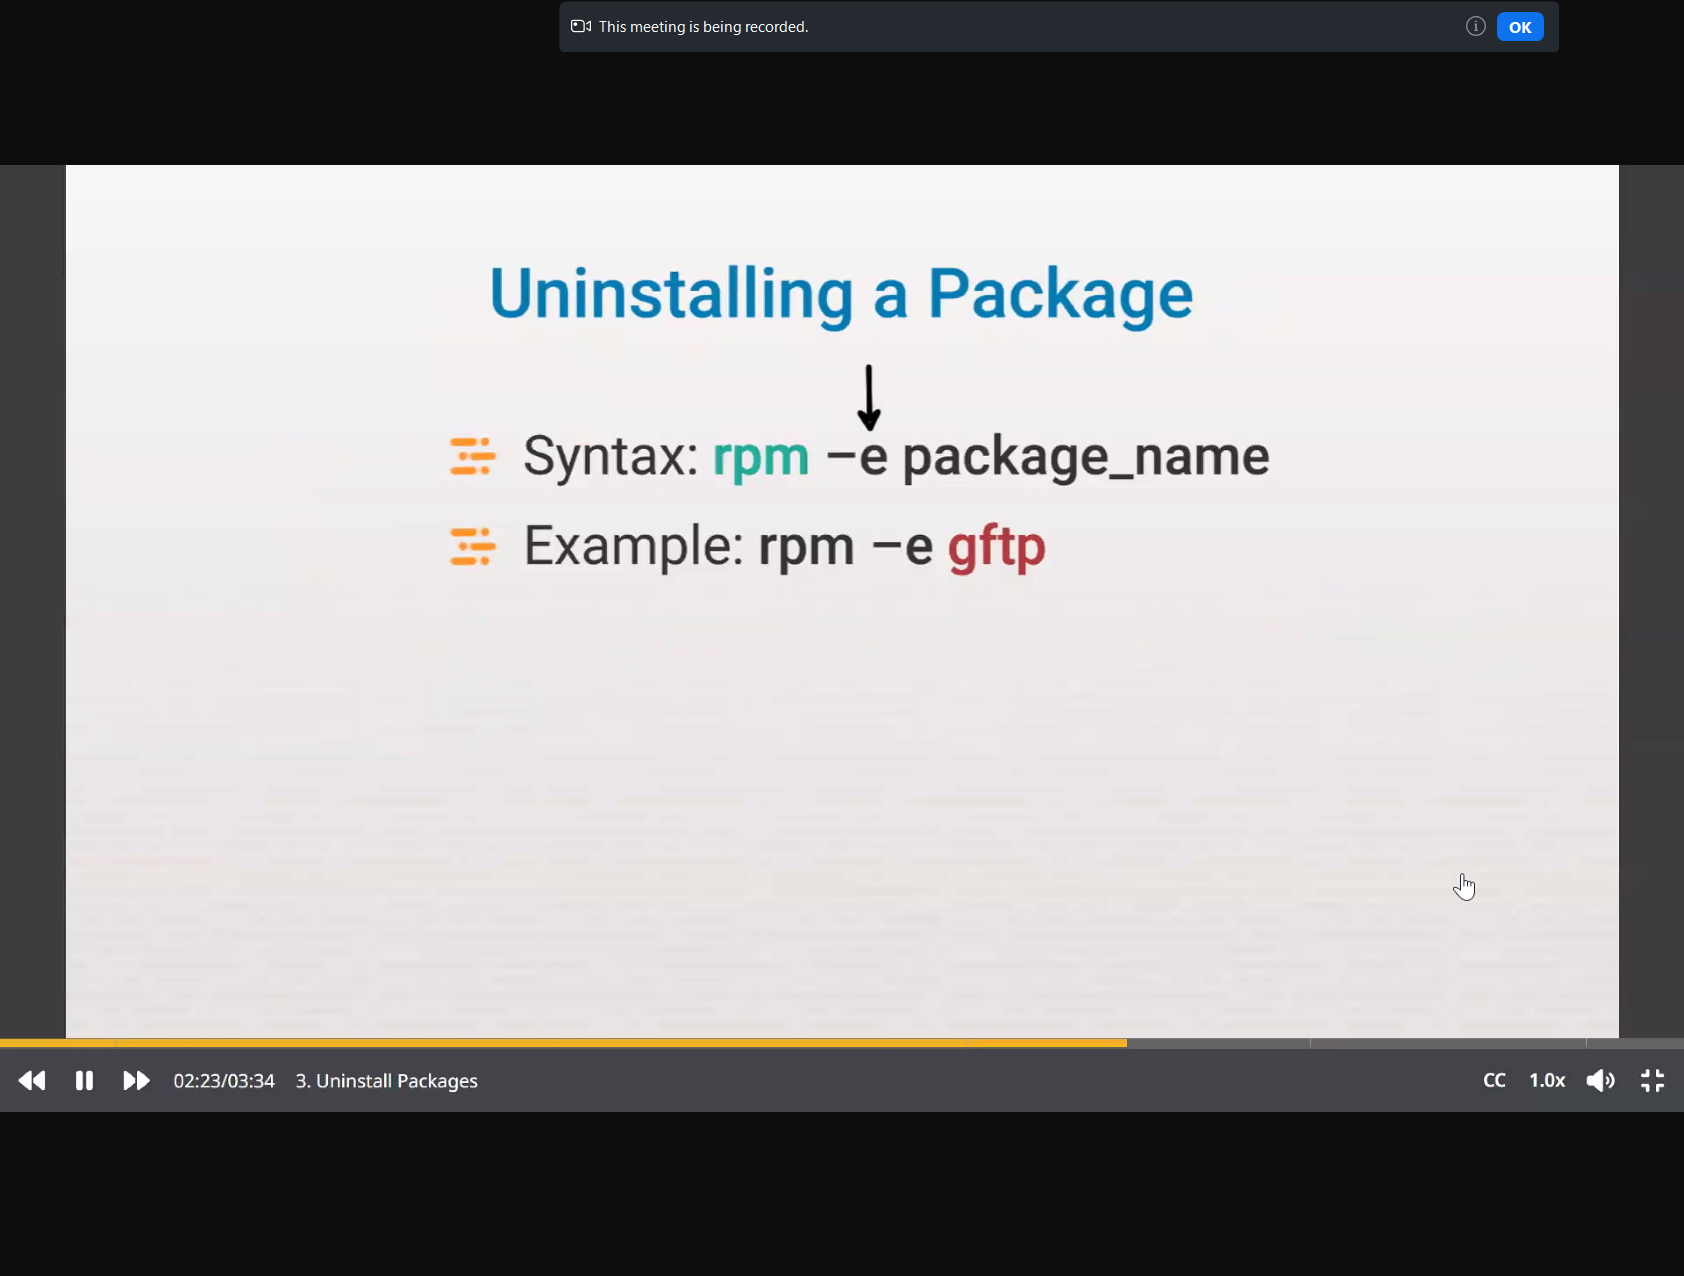 This meeting is being recorded.
OK
Uninstalling a Package
Syntax: rpm –e package_name
Example: rpm –e gftp
02:23/03:34 3. Uninstall Packages
CC 1.0x